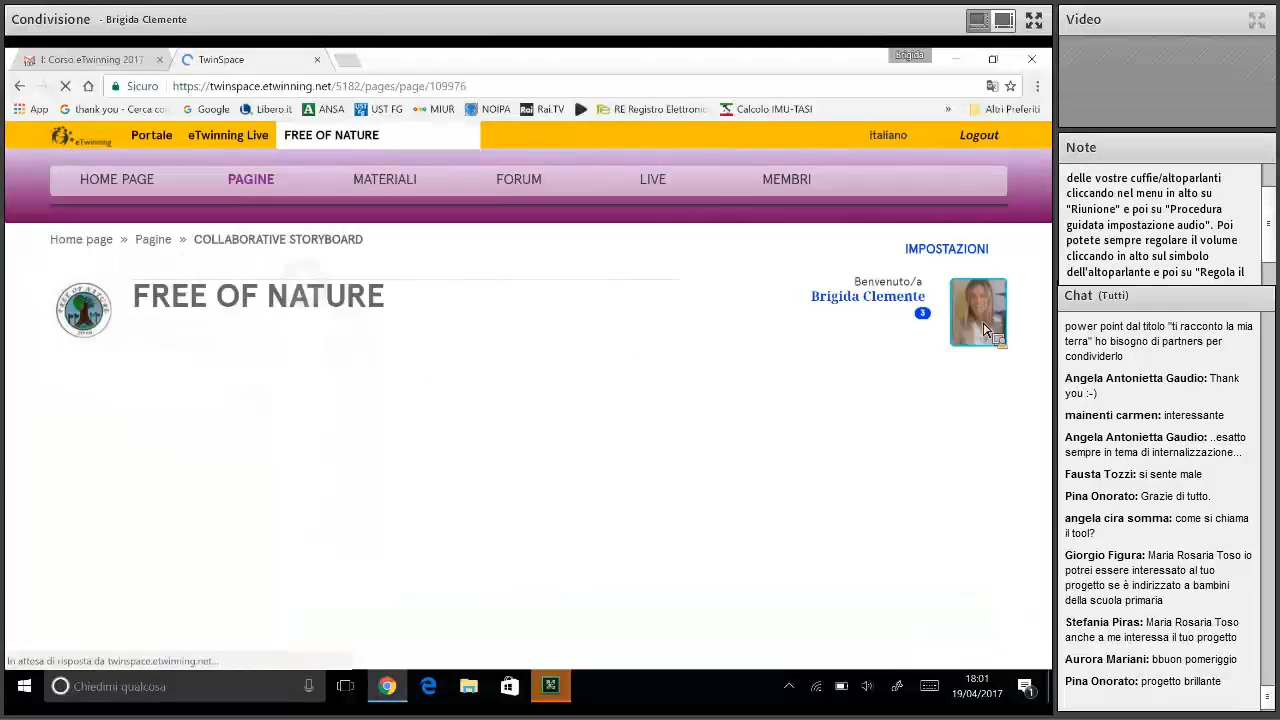 Condivisione - Brigida Clemente
I: Corso eTwinning 2017
TwinSpace
Brigida
Sicuro
https://twinspace.etwinning.net/5182/pages/page/109976
App
thank you - Cerca co
Google
Libero.it
ANSA
UST FG
MIUR
NOIPA
Rai.TV
RE Registro Elettronic
Calcolo IMU-TASI
»
Altri Preferiti
eTwinning
Portale
eTwinning Live
FREE OF NATURE
Italiano
Logout
HOME PAGE
PAGINE
MATERIALI
FORUM
LIVE
MEMBRI
Home page » Pagine » COLLABORATIVE STORYBOARD
IMPOSTAZIONI
FREE OF NATURE
Benvenuto/a
Brigida Clemente
3
In attesa di risposta da twinspace.etwinning.net...
Chiedimi qualcosa
18:01
19/04/2017
1
Video
Note
delle vostre cuffie/altoparlanti
cliccando nel menu in alto su
"Riunione" e poi su "Procedura
guidata impostazione audio". Poi
potete sempre regolare il volume
cliccando in alto sul simbolo
dell'altoparlante e poi su "Regola il
Chat (Tutti)
power point dal titolo "ti racconto la mia
terra" ho bisogno di partners per
condividerlo
Angela Antonietta Gaudio: Thank
you :-)
mainenti carmen: interessante
Angela Antonietta Gaudio: ..esatto
sempre in tema di internalizzazione...
Fausta Tozzi: si sente male
Pina Onorato: Grazie di tutto.
angela cira somma: come si chiama
il tool?
Giorgio Figura: Maria Rosaria Toso io
potrei essere interessato al tuo
progetto se è indirizzato a bambini
della scuola primaria
Stefania Piras: Maria Rosaria Toso
anche a me interessa il tuo progetto
Aurora Mariani: bbuon pomeriggio
Pina Onorato: progetto brillante